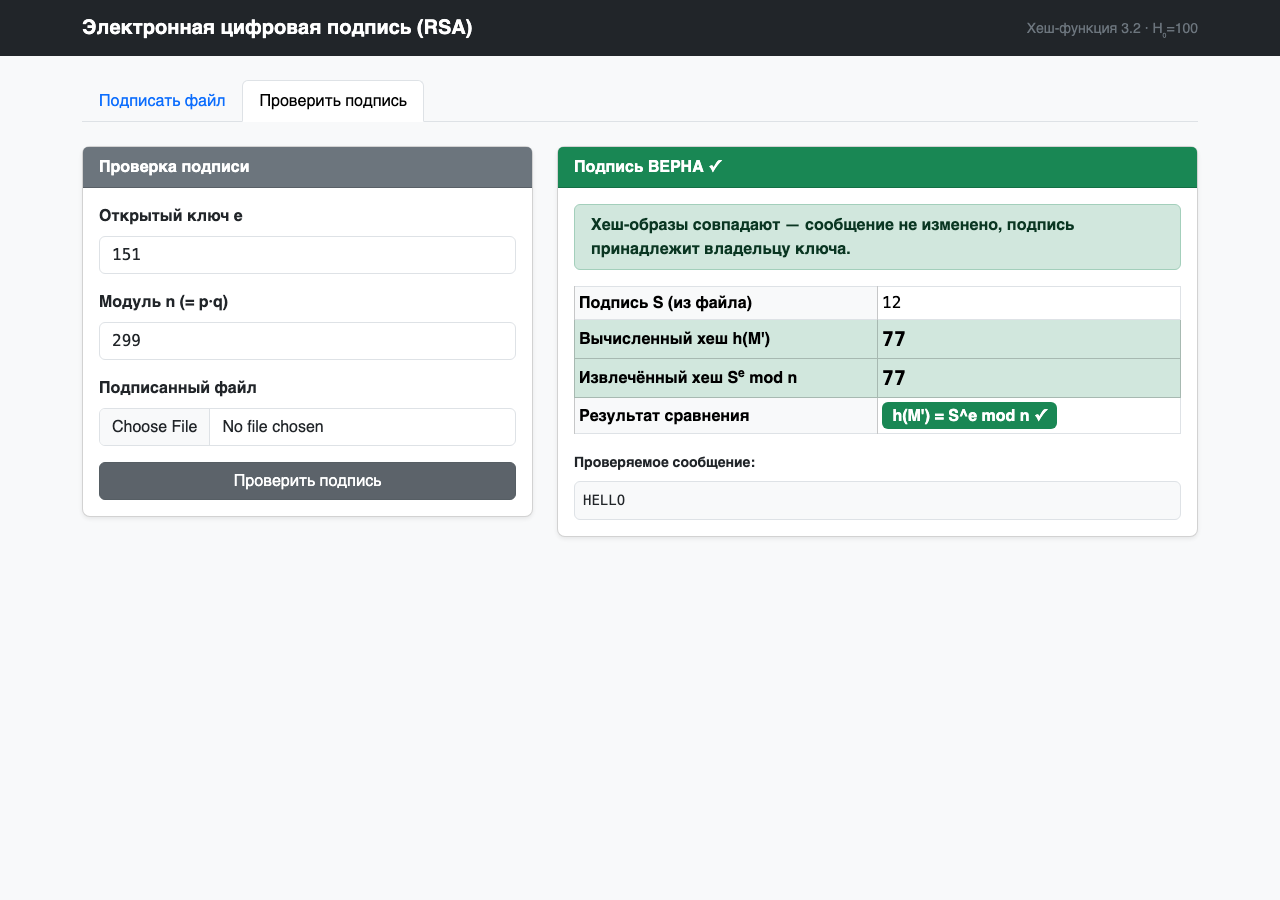 Электронная цифровая подпись (RSA)
Хеш-функция 3.2 · H₀=100
Подписать файл
Проверить подпись
Проверка подписи
Открытый ключ e
151
Модуль n (= p·q)
299
Подписанный файл
Choose File No file chosen
Проверить подпись
Подпись ВЕРНА ✓
Хеш-образы совпадают — сообщение не изменено, подпись
принадлежит владельцу ключа.
Подпись S (из файла) 12
Вычисленный хеш h(M') 77
Извлечённый хеш Sᵉ mod n 77
Результат сравнения h(M') = S^e mod n ✓
Проверяемое сообщение:
HELLO